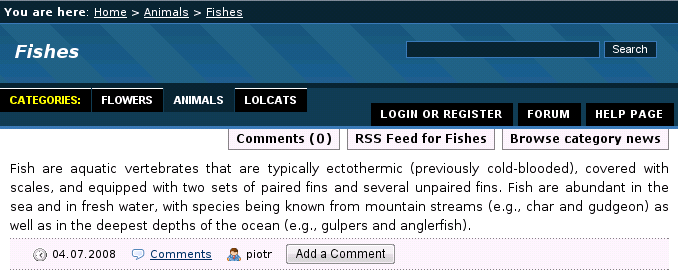 You are here: Home > Animals > Fishes
Fishes
Search
CATEGORIES: FLOWERS ANIMALS LOLCATS
LOGIN OR REGISTER FORUM HELP PAGE
Comments (0) RSS Feed for Fishes Browse category news
Fish are aquatic vertebrates that are typically ectothermic (previously cold-blooded), covered with
scales, and equipped with two sets of paired fins and several unpaired fins. Fish are abundant in the
sea and in fresh water, with species being known from mountain streams (e.g., char and gudgeon) as
well as in the deepest depths of the ocean (e.g., gulpers and anglerfish).
04.07.2008 Comments piotr Add a Comment